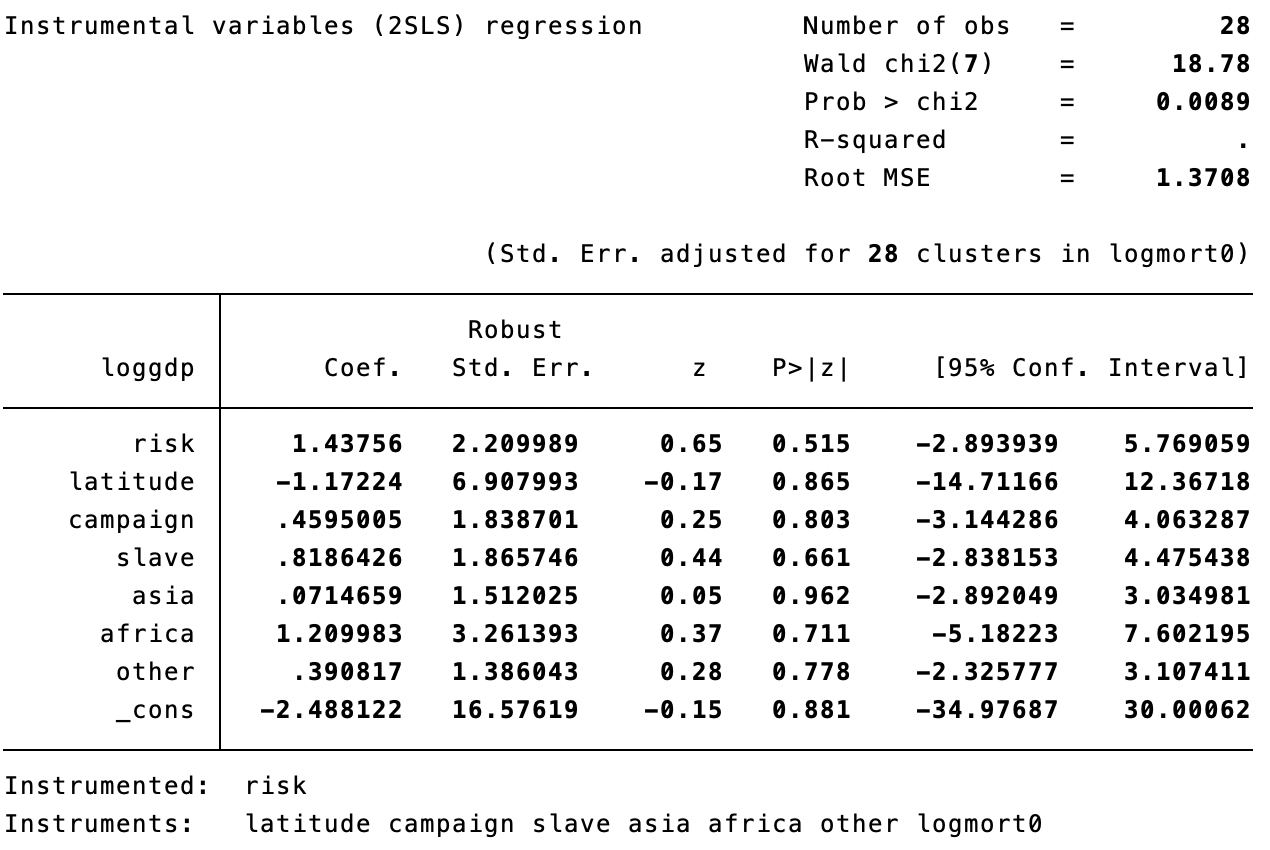 Instrumental variables (2SLS) regression Number of obs = 28
Wald chi2(7) = 18.78
Prob > chi2 = 0.0089
R-squared = .
Root MSE = 1.3708
(Std. Err. adjusted for 28 clusters in logmort0)
Robust
loggdp Coef. Std. Err. z P>|z| [95% Conf. Interval]
risk 1.43756 2.209989 0.65 0.515 -2.893939 5.769059
latitude -1.17224 6.907993 -0.17 0.865 -14.71166 12.36718
campaign .4595005 1.838701 0.25 0.803 -3.144286 4.063287
slave .8186426 1.865746 0.44 0.661 -2.838153 4.475438
asia .0714659 1.512025 0.05 0.962 -2.892049 3.034981
africa 1.209983 3.261393 0.37 0.711 -5.18223 7.602195
other .390817 1.386043 0.28 0.778 -2.325777 3.107411
_cons -2.488122 16.57619 -0.15 0.881 -34.97687 30.00062
Instrumented: risk
Instruments: latitude campaign slave asia africa other logmort0